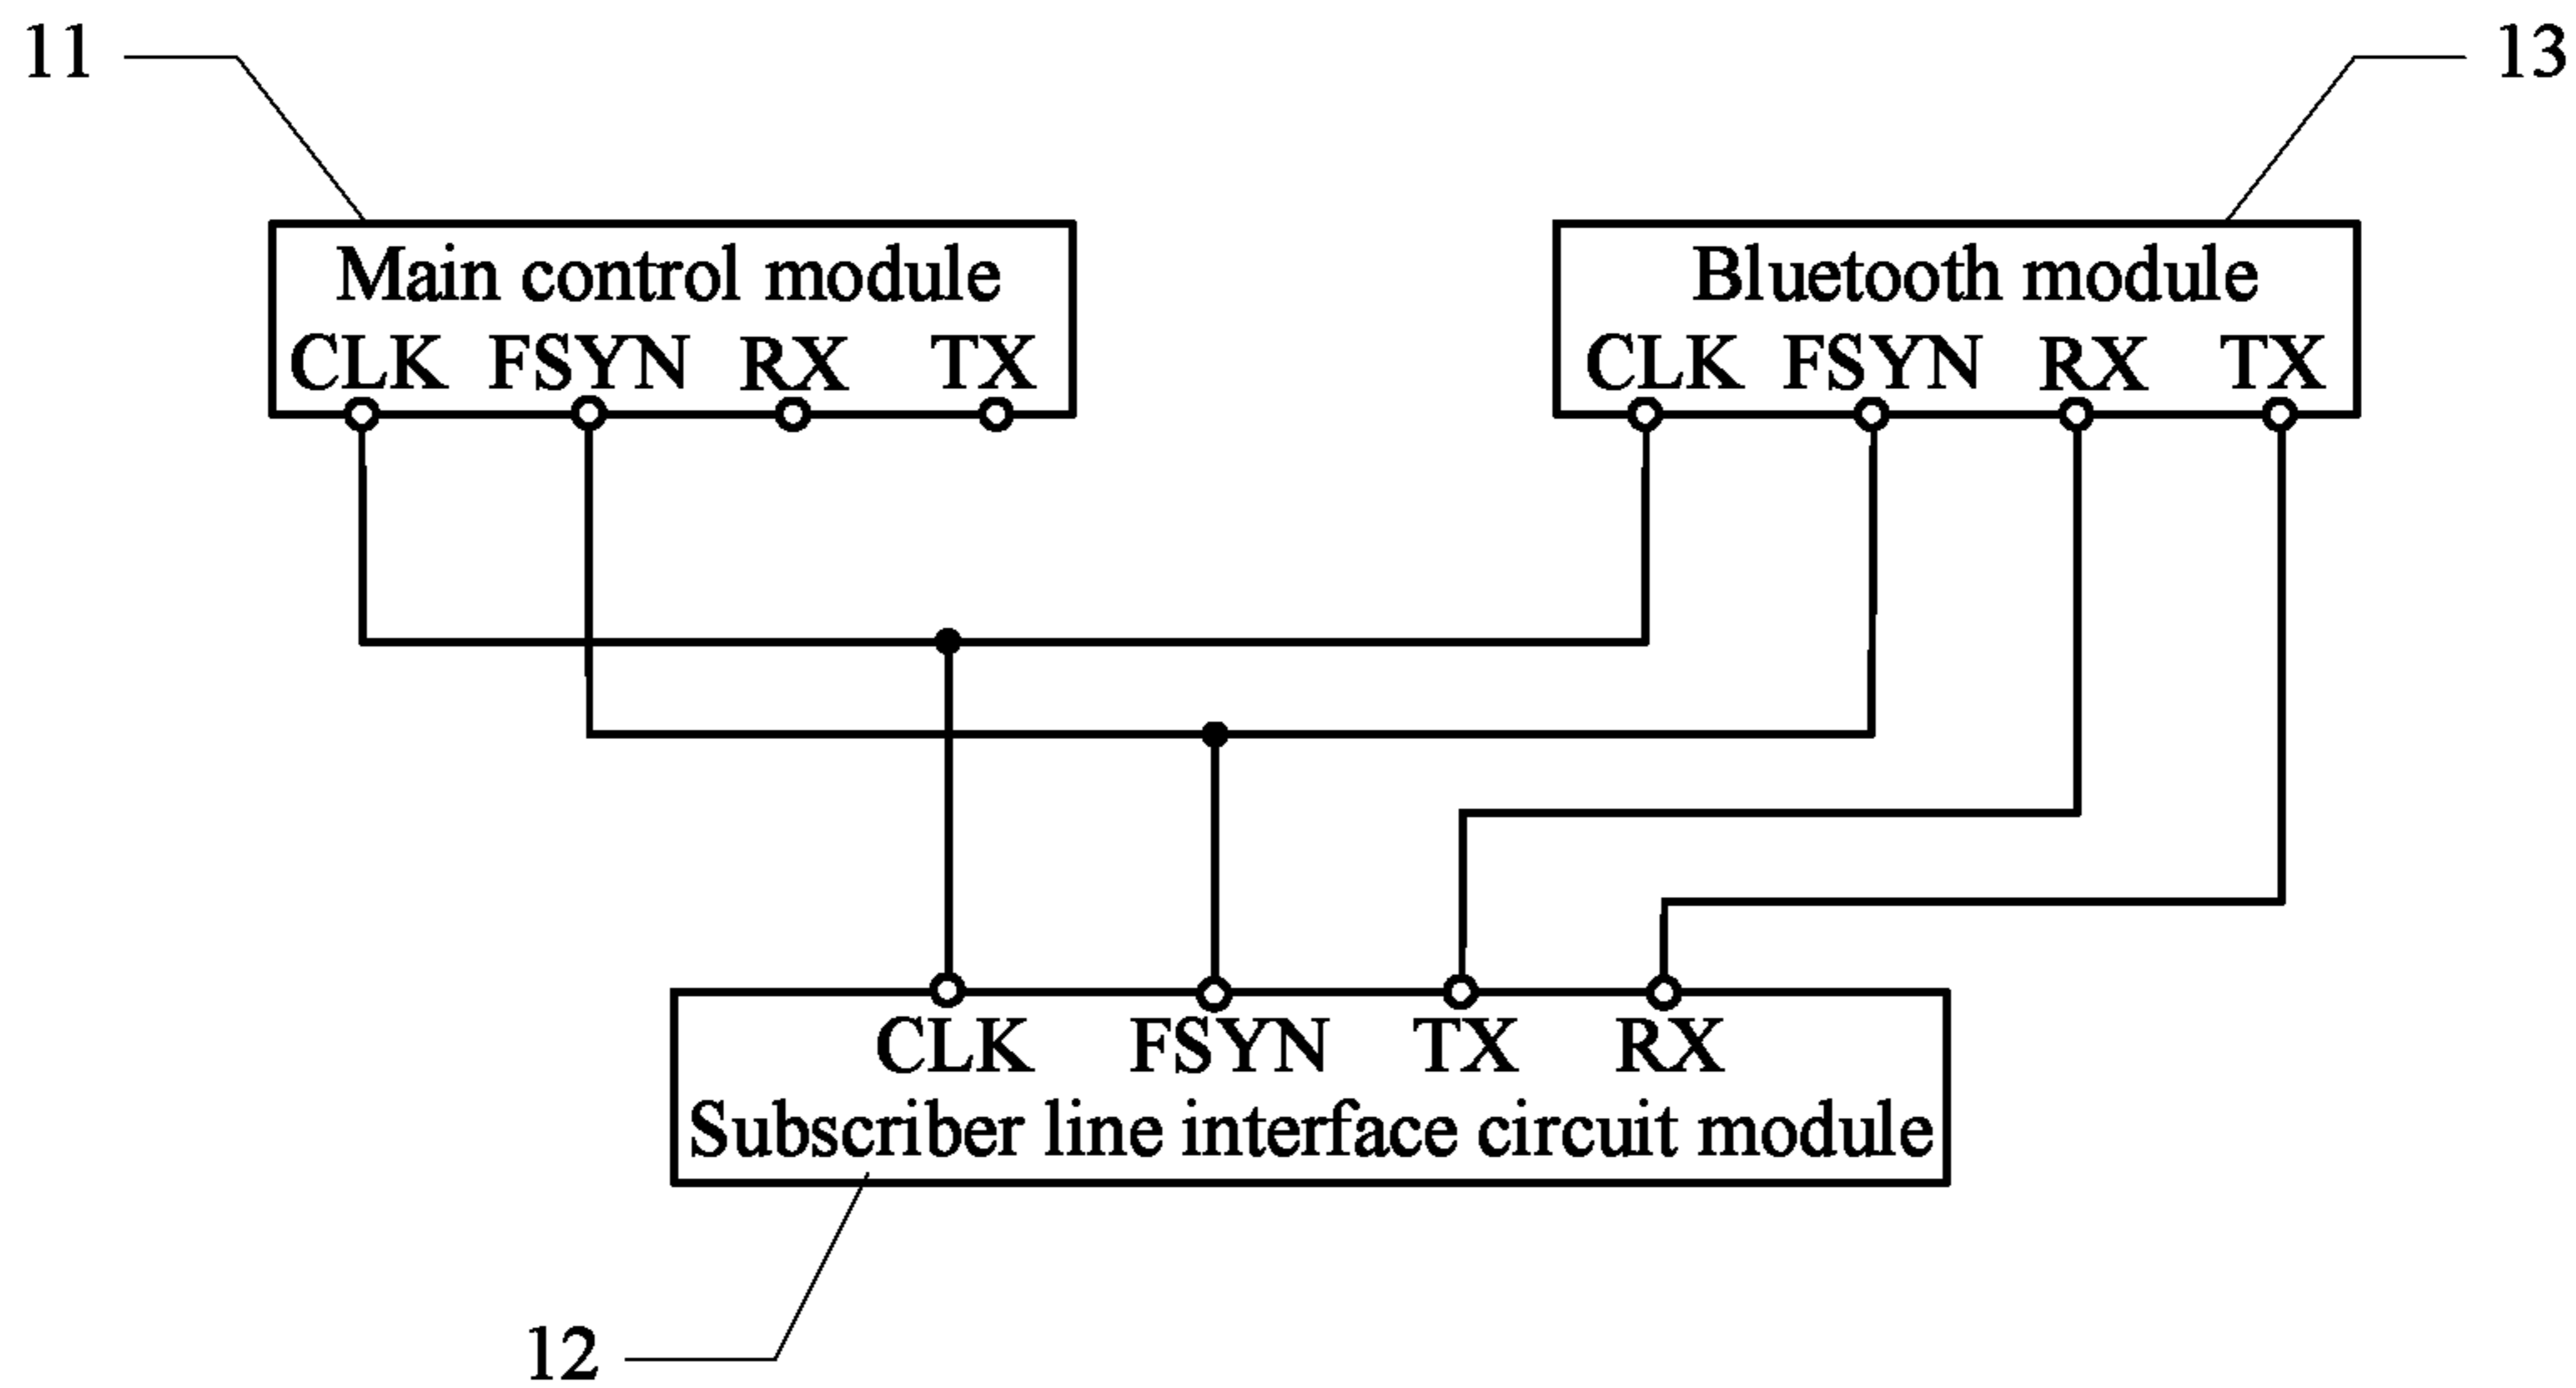 11
13
Main control module
CLK FSYN RX TX
Bluetooth module
CLK FSYN RX TX
CLK FSYN TX RX
Subscriber line interface circuit module
12